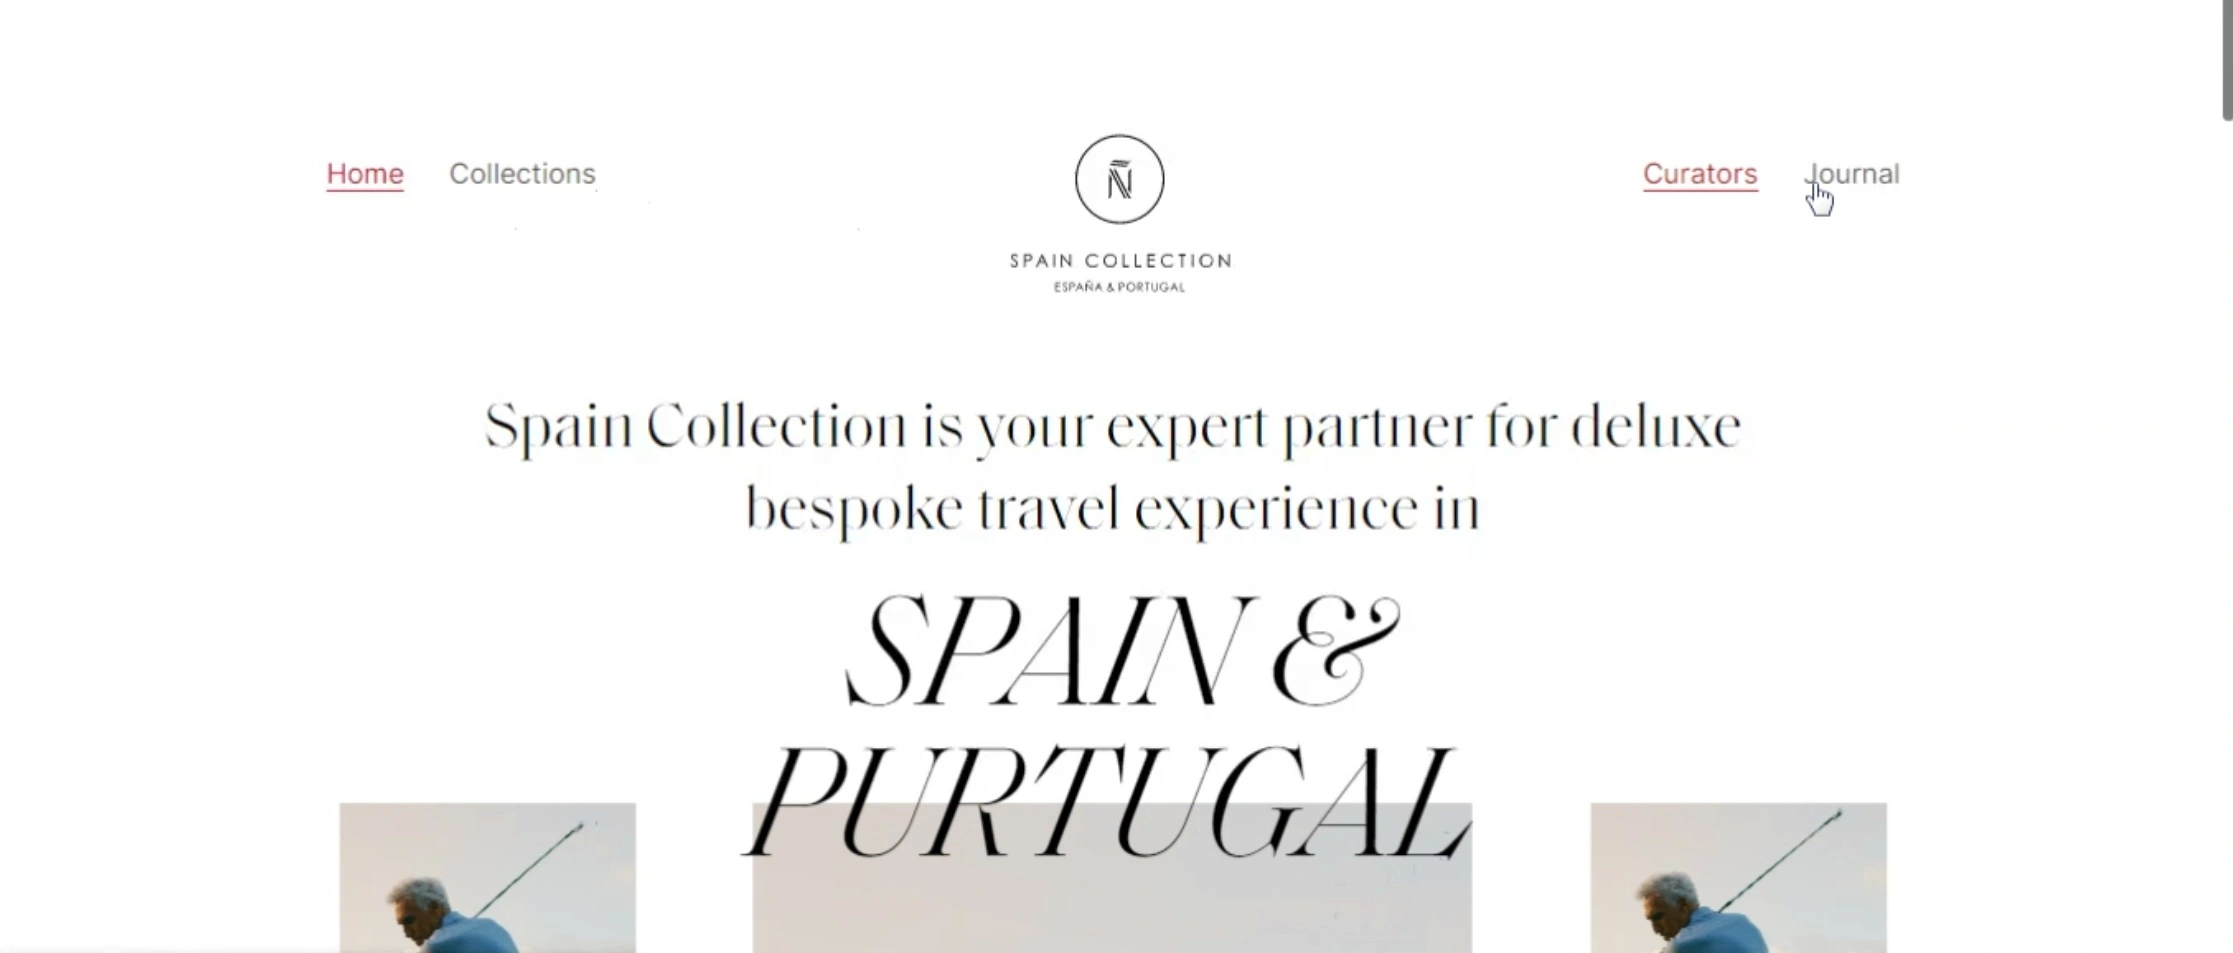 Home Collections Curators Journal
Ñ
SPAIN COLLECTION
ESPAÑA & PORTUGAL
Spain Collection is your expert partner for deluxe
bespoke travel experience in
SPAIN &
PURTUGAL